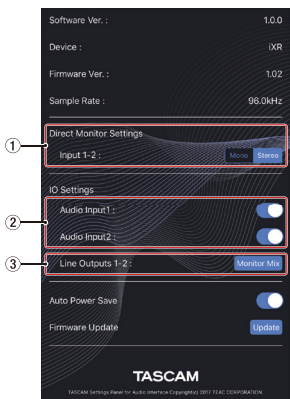 Software Ver. : 1.0.0
Device : iXR
Firmware Ver. : 1.02
Sample Rate : 96.0kHz
① Direct Monitor Settings
Input 1-2 : Mono Stereo
IO Settings
② Audio Input1 :
Audio Input2 :
③ Line Outputs 1-2 : Monitor Mix
Auto Power Save
Firmware Update Update
TASCAM
TASCAM Settings Panel for Audio Interface Copyright(c) 2017 TEAC CORPORATION.